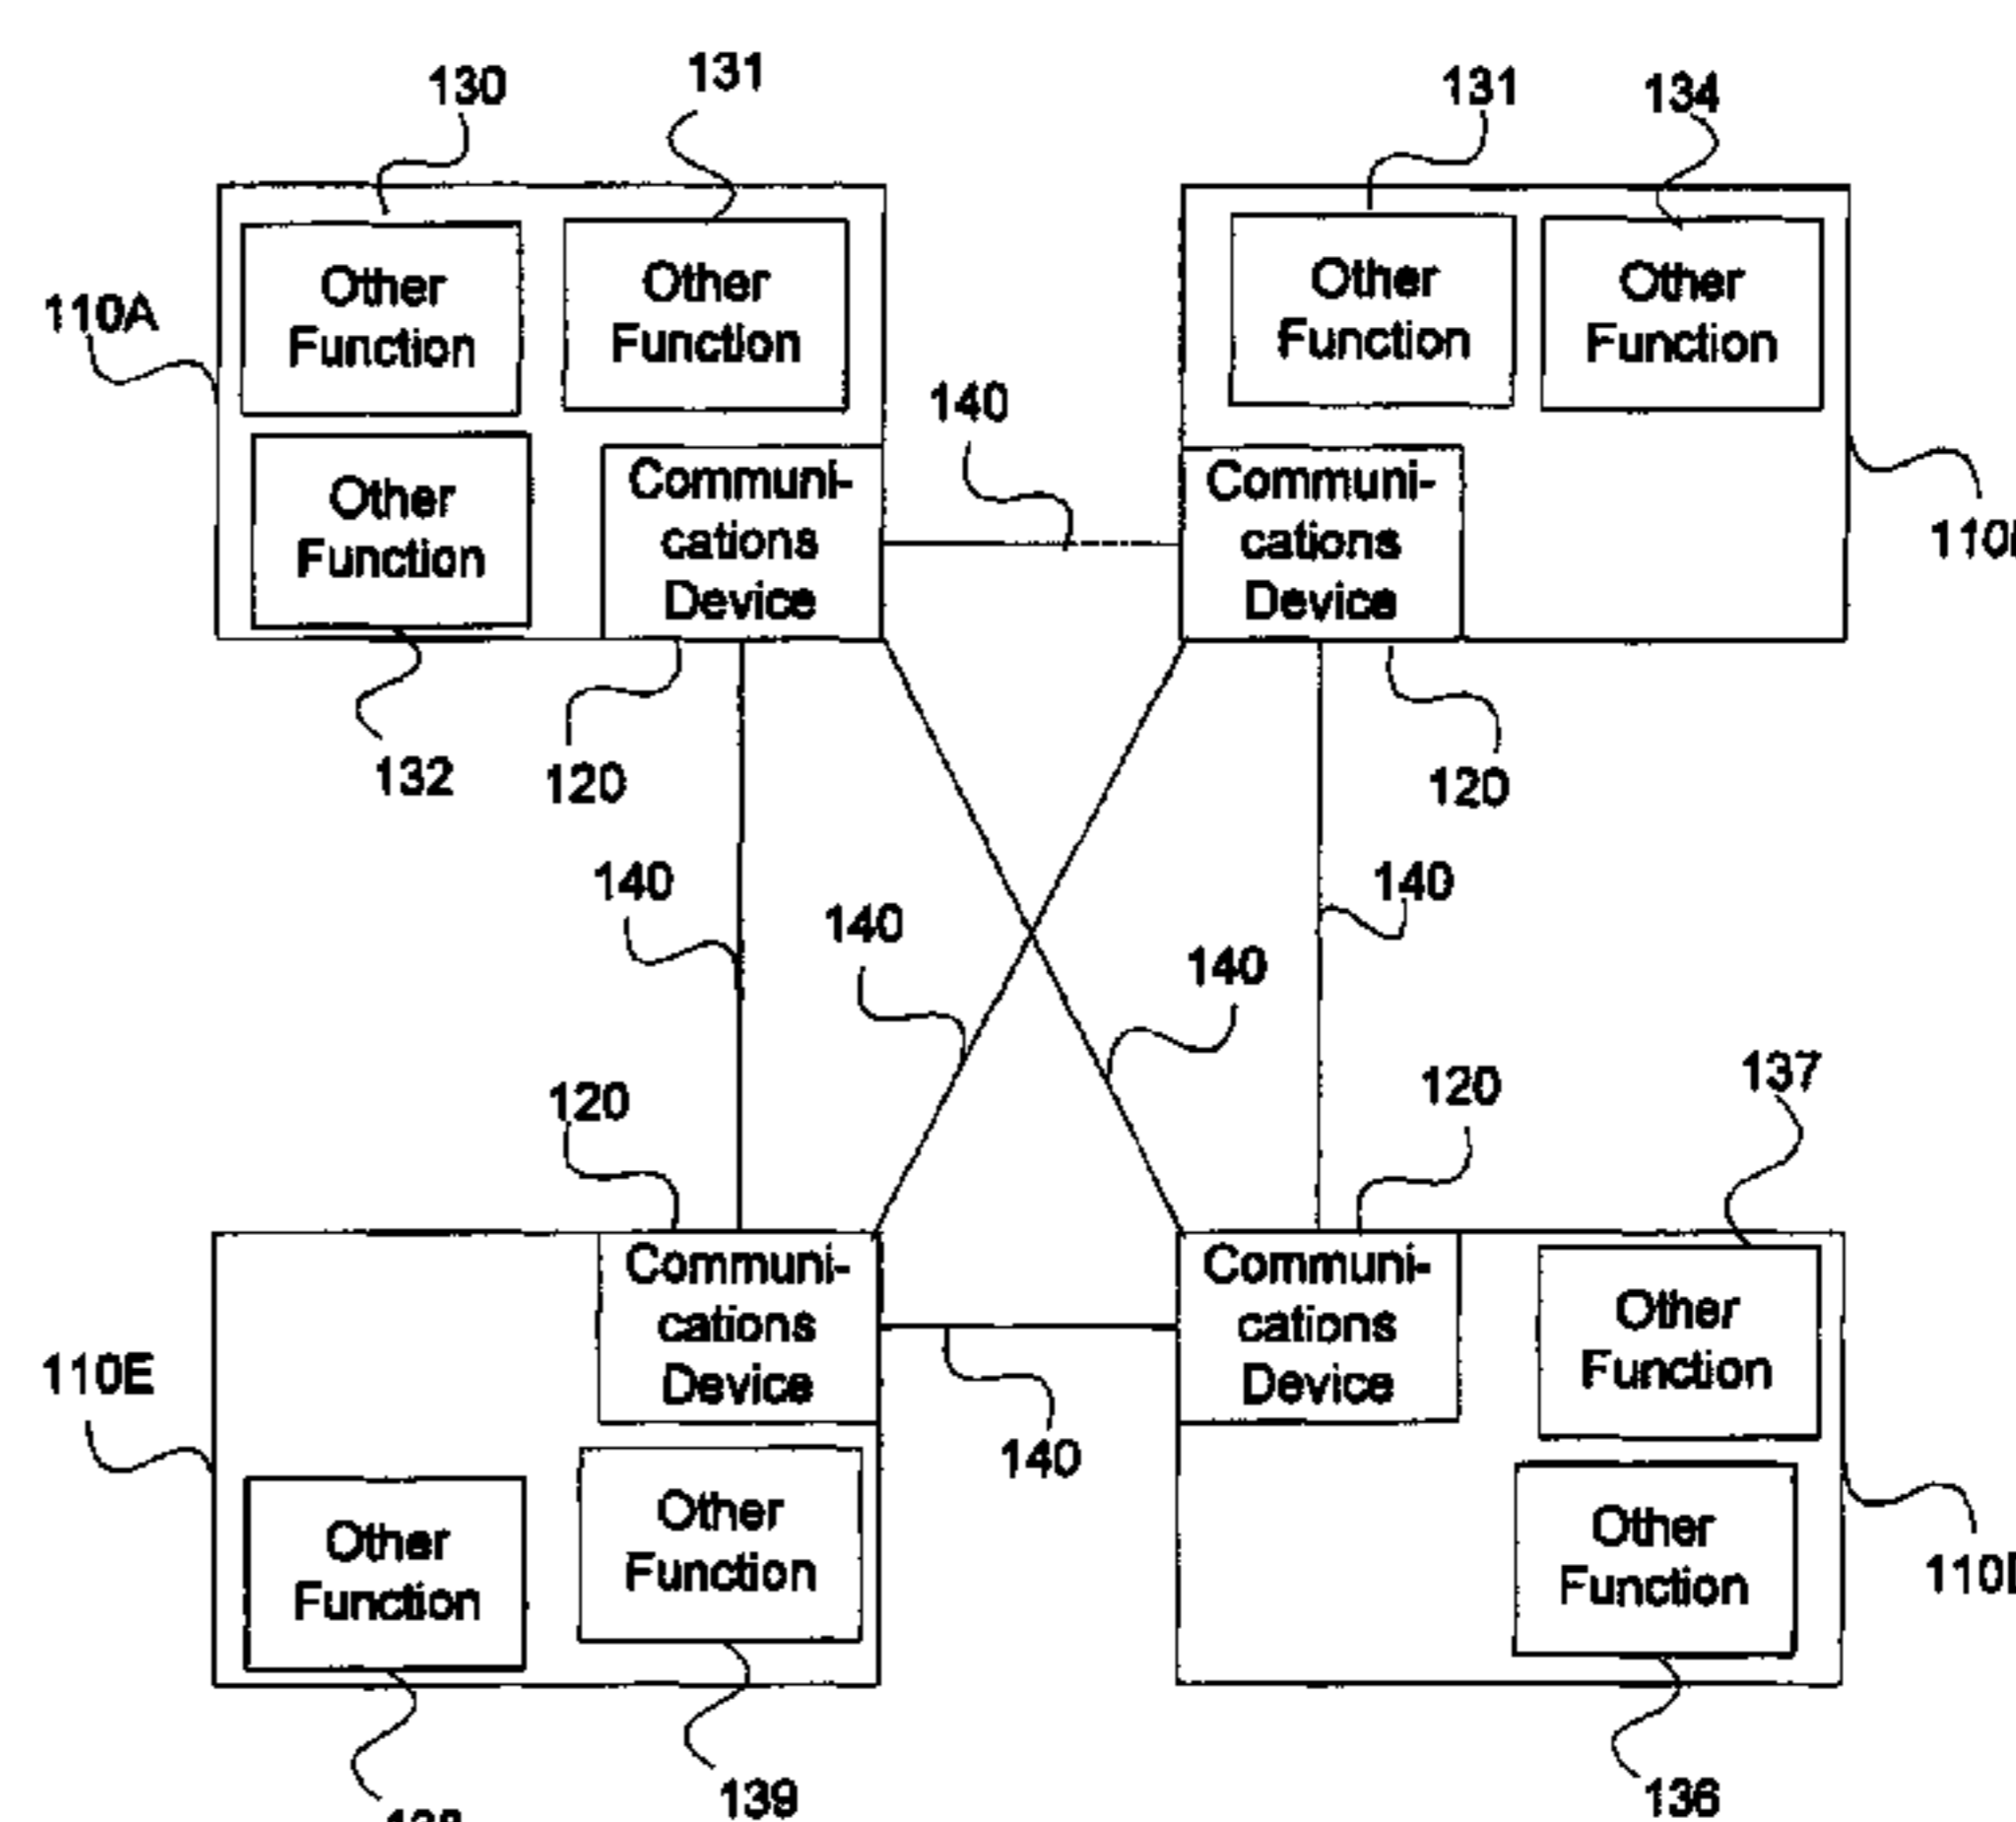 130
131
131
134
110A
Other
Function
Other
Function
Other
Function
Other
Function
140
Other
Function
Communi-
cations
Device
Communi-
cations
Device
132
120
120
140
140
140
140
120
120
137
Communi-
cations
Device
Communi-
cations
Device
Other
Function
110E
140
Other
Function
Other
Function
Other
Function
139
136